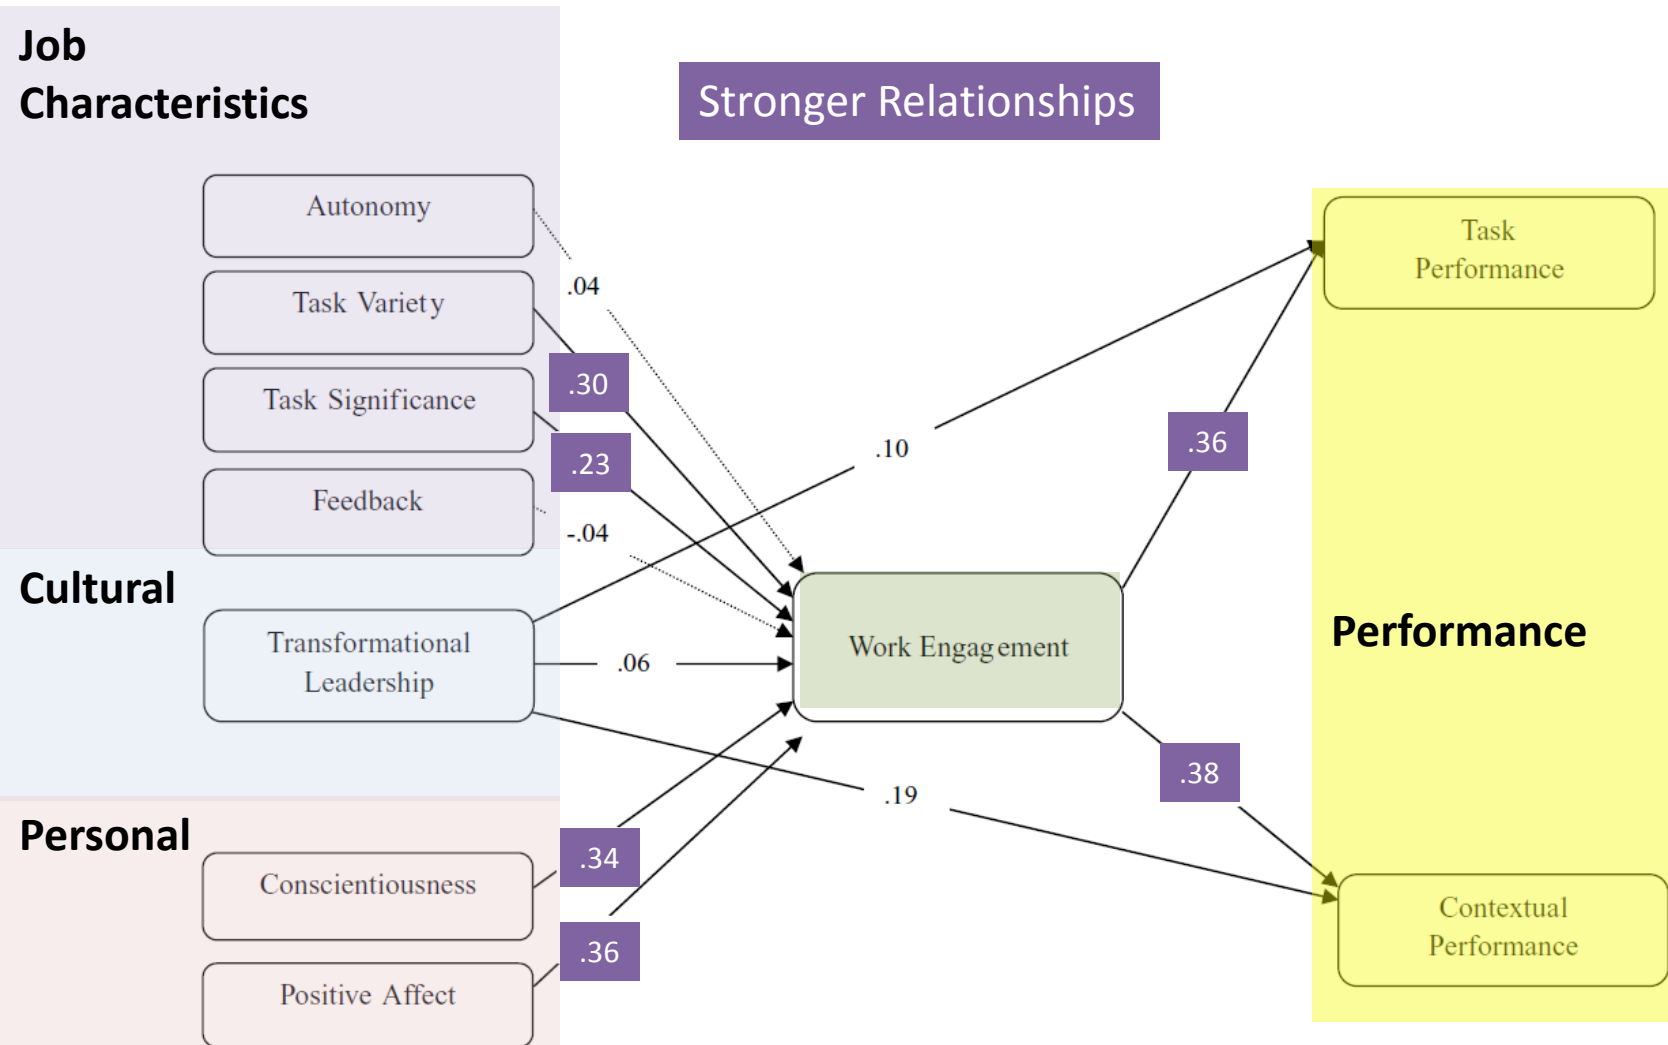 Job
Characteristics
Stronger Relationships
Autonomy
Task Variety
Task Significance
Feedback
.04
.30
.23
-.04
.10
.36
Task
Performance
Cultural
Transformational
Leadership
.06
Work Engagement
Performance
.19
.38
Personal
Conscientiousness
Positive Affect
.34
.36
Contextual
Performance